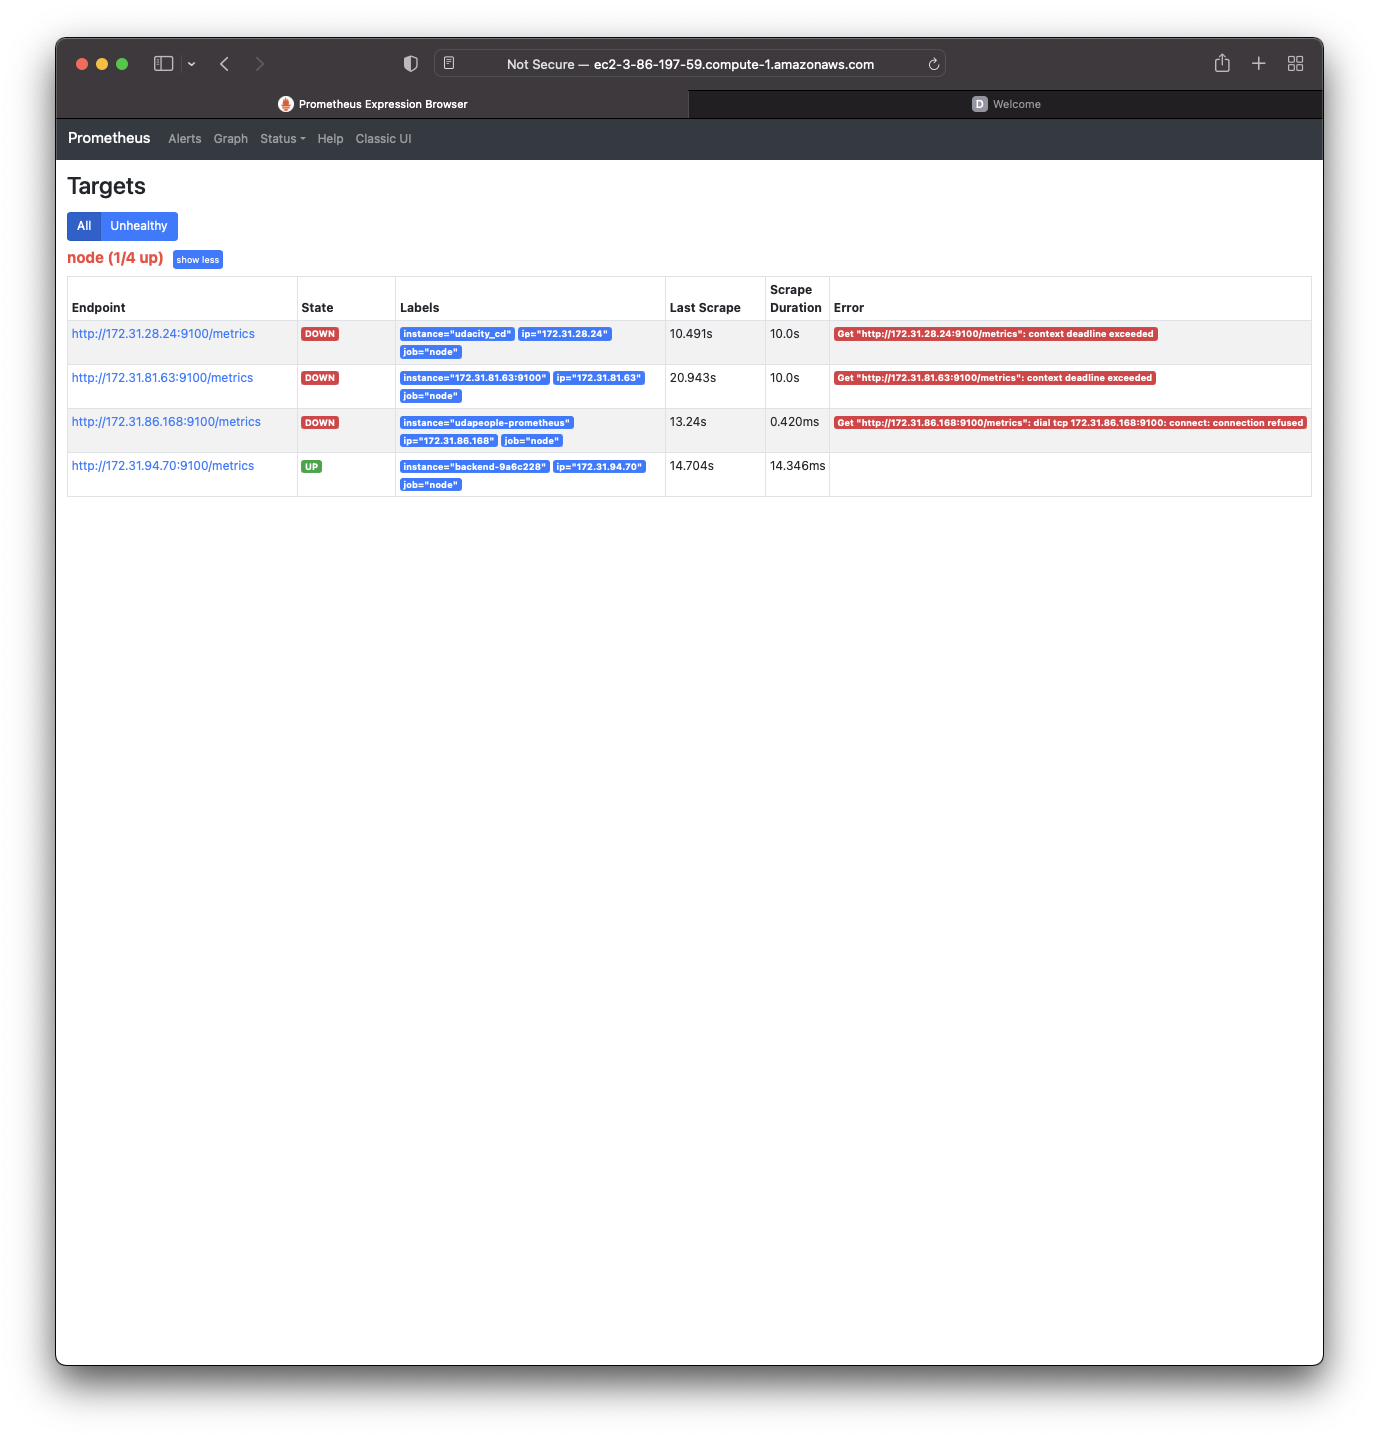 Not Secure — ec2-3-86-197-59.compute-1.amazonaws.com
Prometheus Expression Browser
D Welcome
Prometheus Alerts Graph Status Help Classic UI
Targets
All Unhealthy
node (1/4 up) show less
Endpoint State Labels Last Scrape Scrape Duration Error
http://172.31.28.24:9100/metrics DOWN instance="udacity_cd" ip="172.31.28.24" 10.491s 10.0s Get "http://172.31.28.24:9100/metrics": context deadline exceeded
job="node"
http://172.31.81.63:9100/metrics DOWN instance="172.31.81.63:9100" ip="172.31.81.63" 20.943s 10.0s Get "http://172.31.81.63:9100/metrics": context deadline exceeded
job="node"
http://172.31.86.168:9100/metrics DOWN instance="udapeople-prometheus" 13.24s 0.420ms Get "http://172.31.86.168:9100/metrics": dial tcp 172.31.86.168:9100: connect: connection refused
ip="172.31.86.168" job="node"
http://172.31.94.70:9100/metrics UP instance="backend-9a6c228" ip="172.31.94.70" 14.704s 14.346ms
job="node"